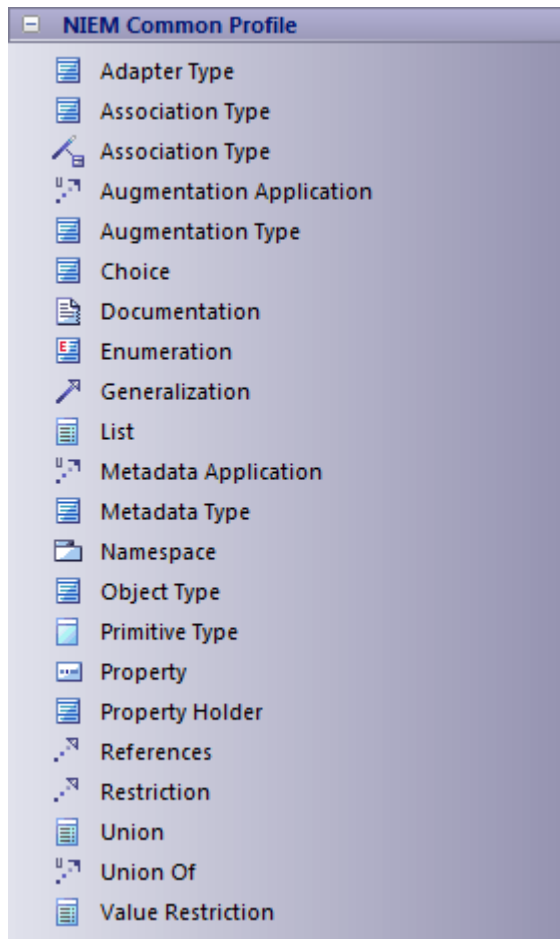 NIEM Common Profile
Adapter Type
Association Type
Association Type
Augmentation Application
Augmentation Type
Choice
Documentation
Enumeration
Generalization
List
Metadata Application
Metadata Type
Namespace
Object Type
Primitive Type
Property
Property Holder
References
Restriction
Union
Union Of
Value Restriction